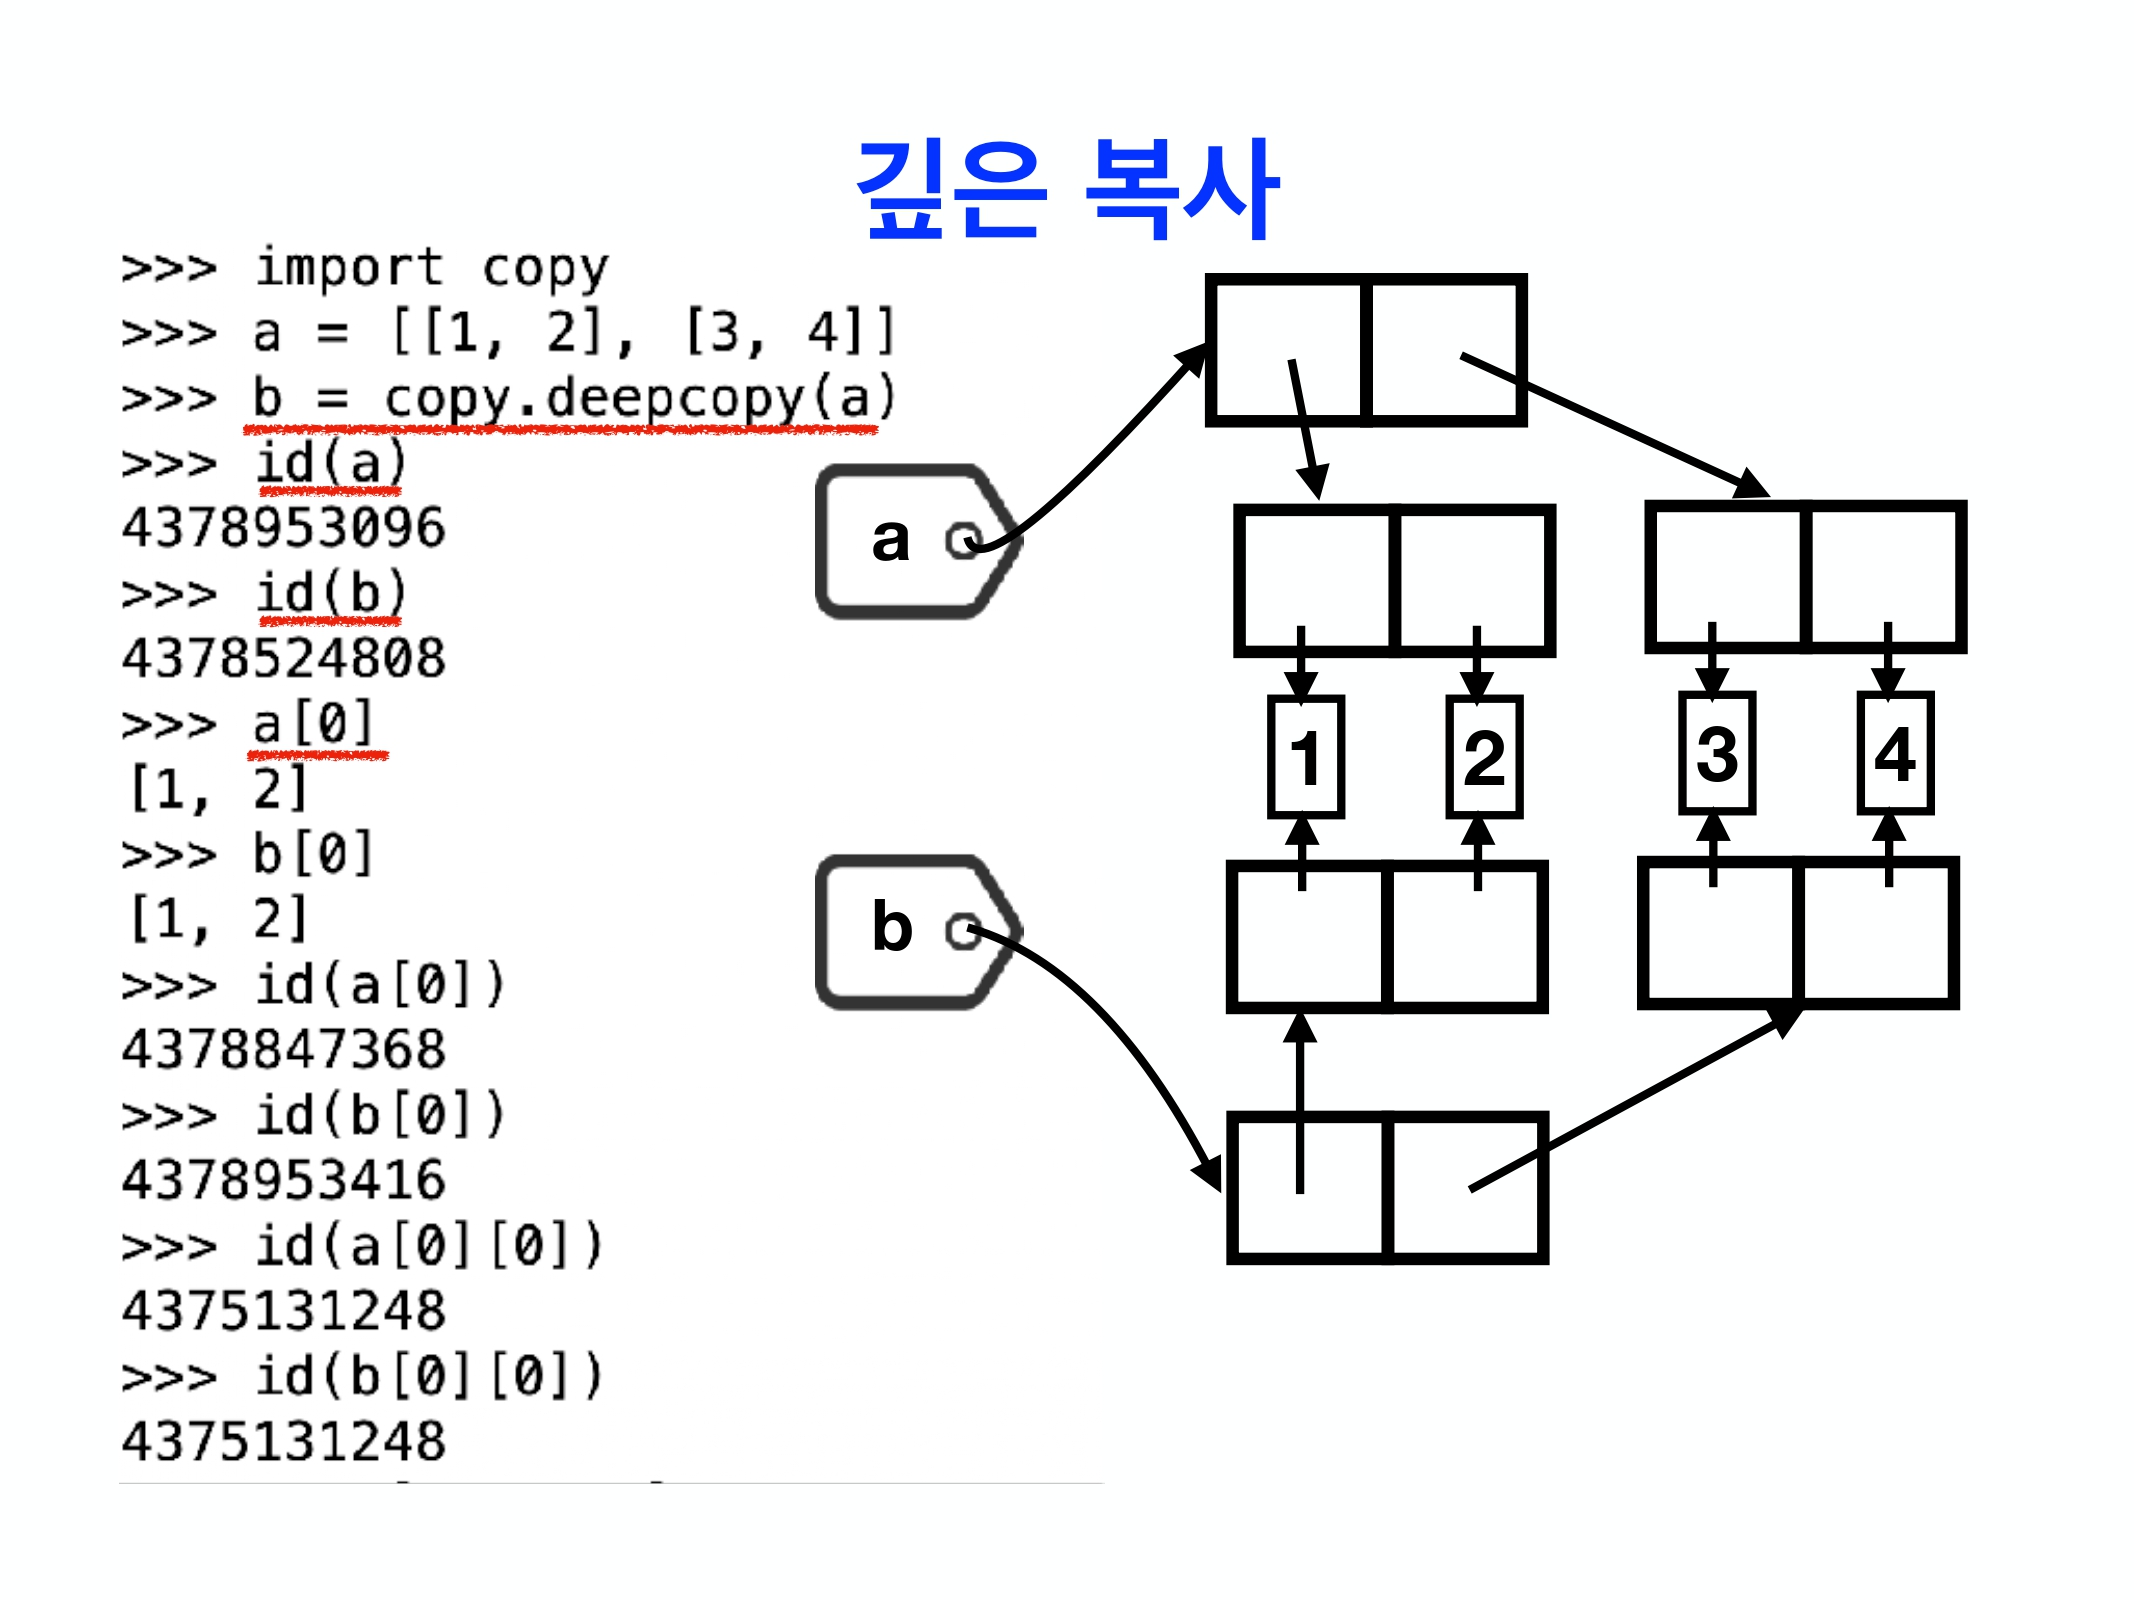 깊은 복사
>>> import copy
>>> a = [[1, 2], [3, 4]]
>>> b = copy.deepcopy(a)
>>> id(a)
4378953096
>>> id(b)
4378524808
>>> a[0]
[1, 2]
>>> b[0]
[1, 2]
>>> id(a[0])
4378847368
>>> id(b[0])
4378953416
>>> id(a[0][0])
4375131248
>>> id(b[0][0])
4375131248
a
b
1 2 3 4